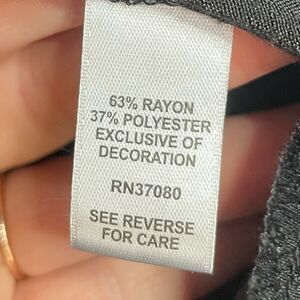 63% RAYON
37% POLYESTER
EXCLUSIVE OF
DECORATION
RN37080
SEE REVERSE
FOR CARE